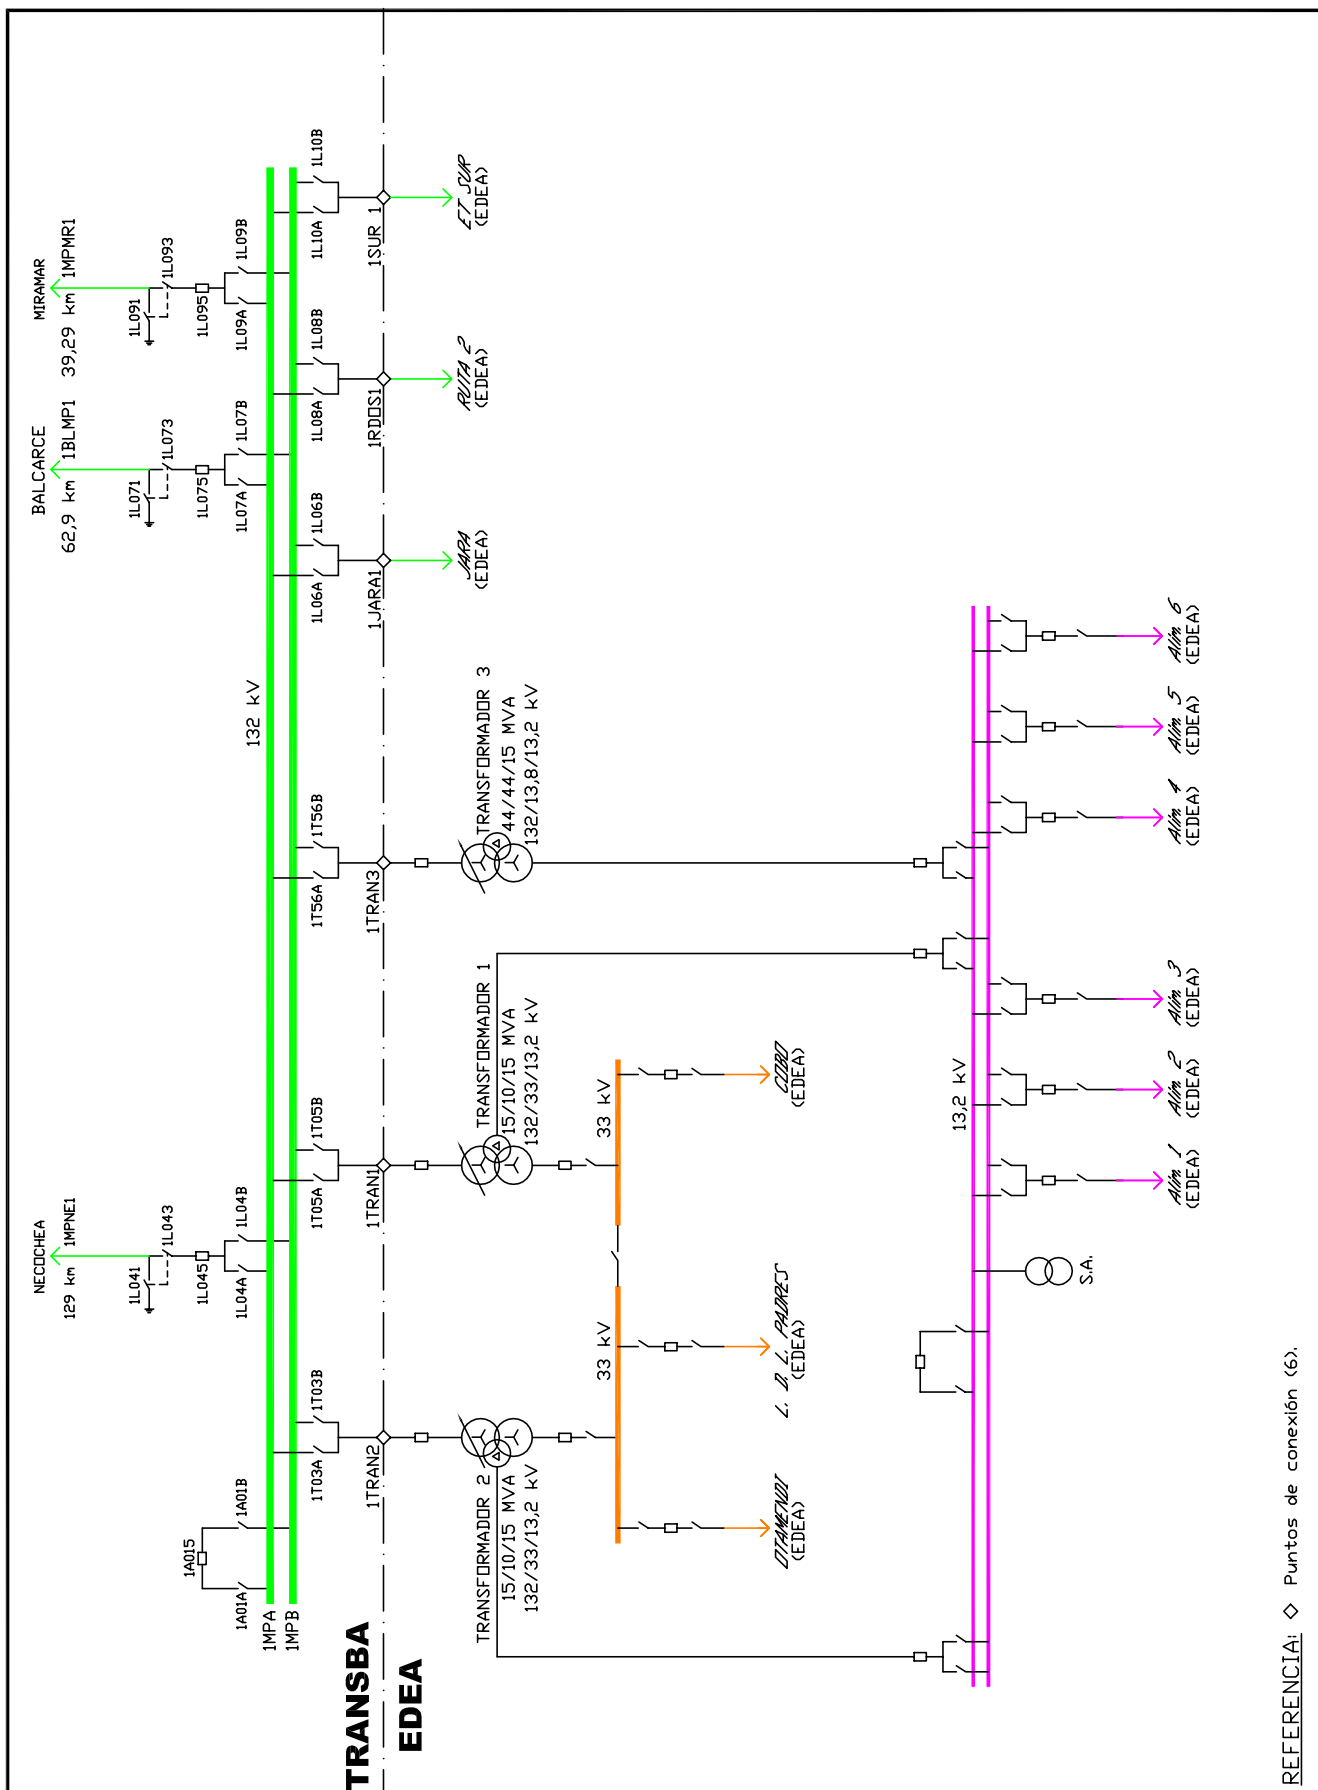 NECOCHEA
129 km 1MPNE1
BALCARCE
62,9 km 1BLMP1
MIRAMAR
39,29 km 1MPMR1
1L041
1L043
1L045
1L04A
1L04B
1L071
1L073
1L075
1L07A
1L07B
1L091
1L093
1L095
1L09A
1L09B
1A015
1A01A
1A01B
132 kV
1MPA
1MPB
1T03A
1T03B
1T05A
1T05B
1T56A
1T56B
1L06A
1L06B
1L08A
1L08B
1L10A
1L10B
TRANSBA
1TRAN2
1TRAN1
1TRAN3
1JARA1
1RDOS1
1SUR 1
EDEA
JARA
(EDEA)
RUTA 2
(EDEA)
ET SUR
(EDEA)
TRANSFORMADOR 2
15/10/15 MVA
132/33/13,2 kV
TRANSFORMADOR 1
15/10/15 MVA
132/33/13,2 kV
TRANSFORMADOR 3
44/44/15 MVA
132/13,8/13,2 kV
33 kV
33 kV
OTAMENDI
(EDEA)
L. D. L. PADRES
(EDEA)
COBO
(EDEA)
13,2 kV
S.A.
Alim 1
(EDEA)
Alim 2
(EDEA)
Alim 3
(EDEA)
Alim 4
(EDEA)
Alim 5
(EDEA)
Alim 6
(EDEA)
REFERENCIA: ◇ Puntos de conexión (6).